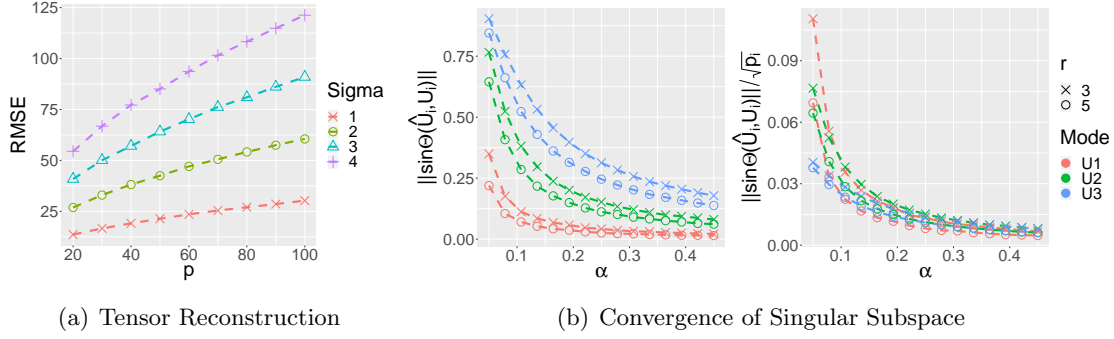 RMSE
125
100
75
50
25
20 40 60 80 100
p
Sigma
1
2
3
4
(a) Tensor Reconstruction
||sinΘ(Û_i,U_i)||
0.75
0.50
0.25
0.00
0.1 0.2 0.3 0.4
α
||sinΘ(Û_i,U_i)||/√p_i
0.09
0.06
0.03
0.00
0.1 0.2 0.3 0.4
α
r
3
5
Mode
U1
U2
U3
(b) Convergence of Singular Subspace